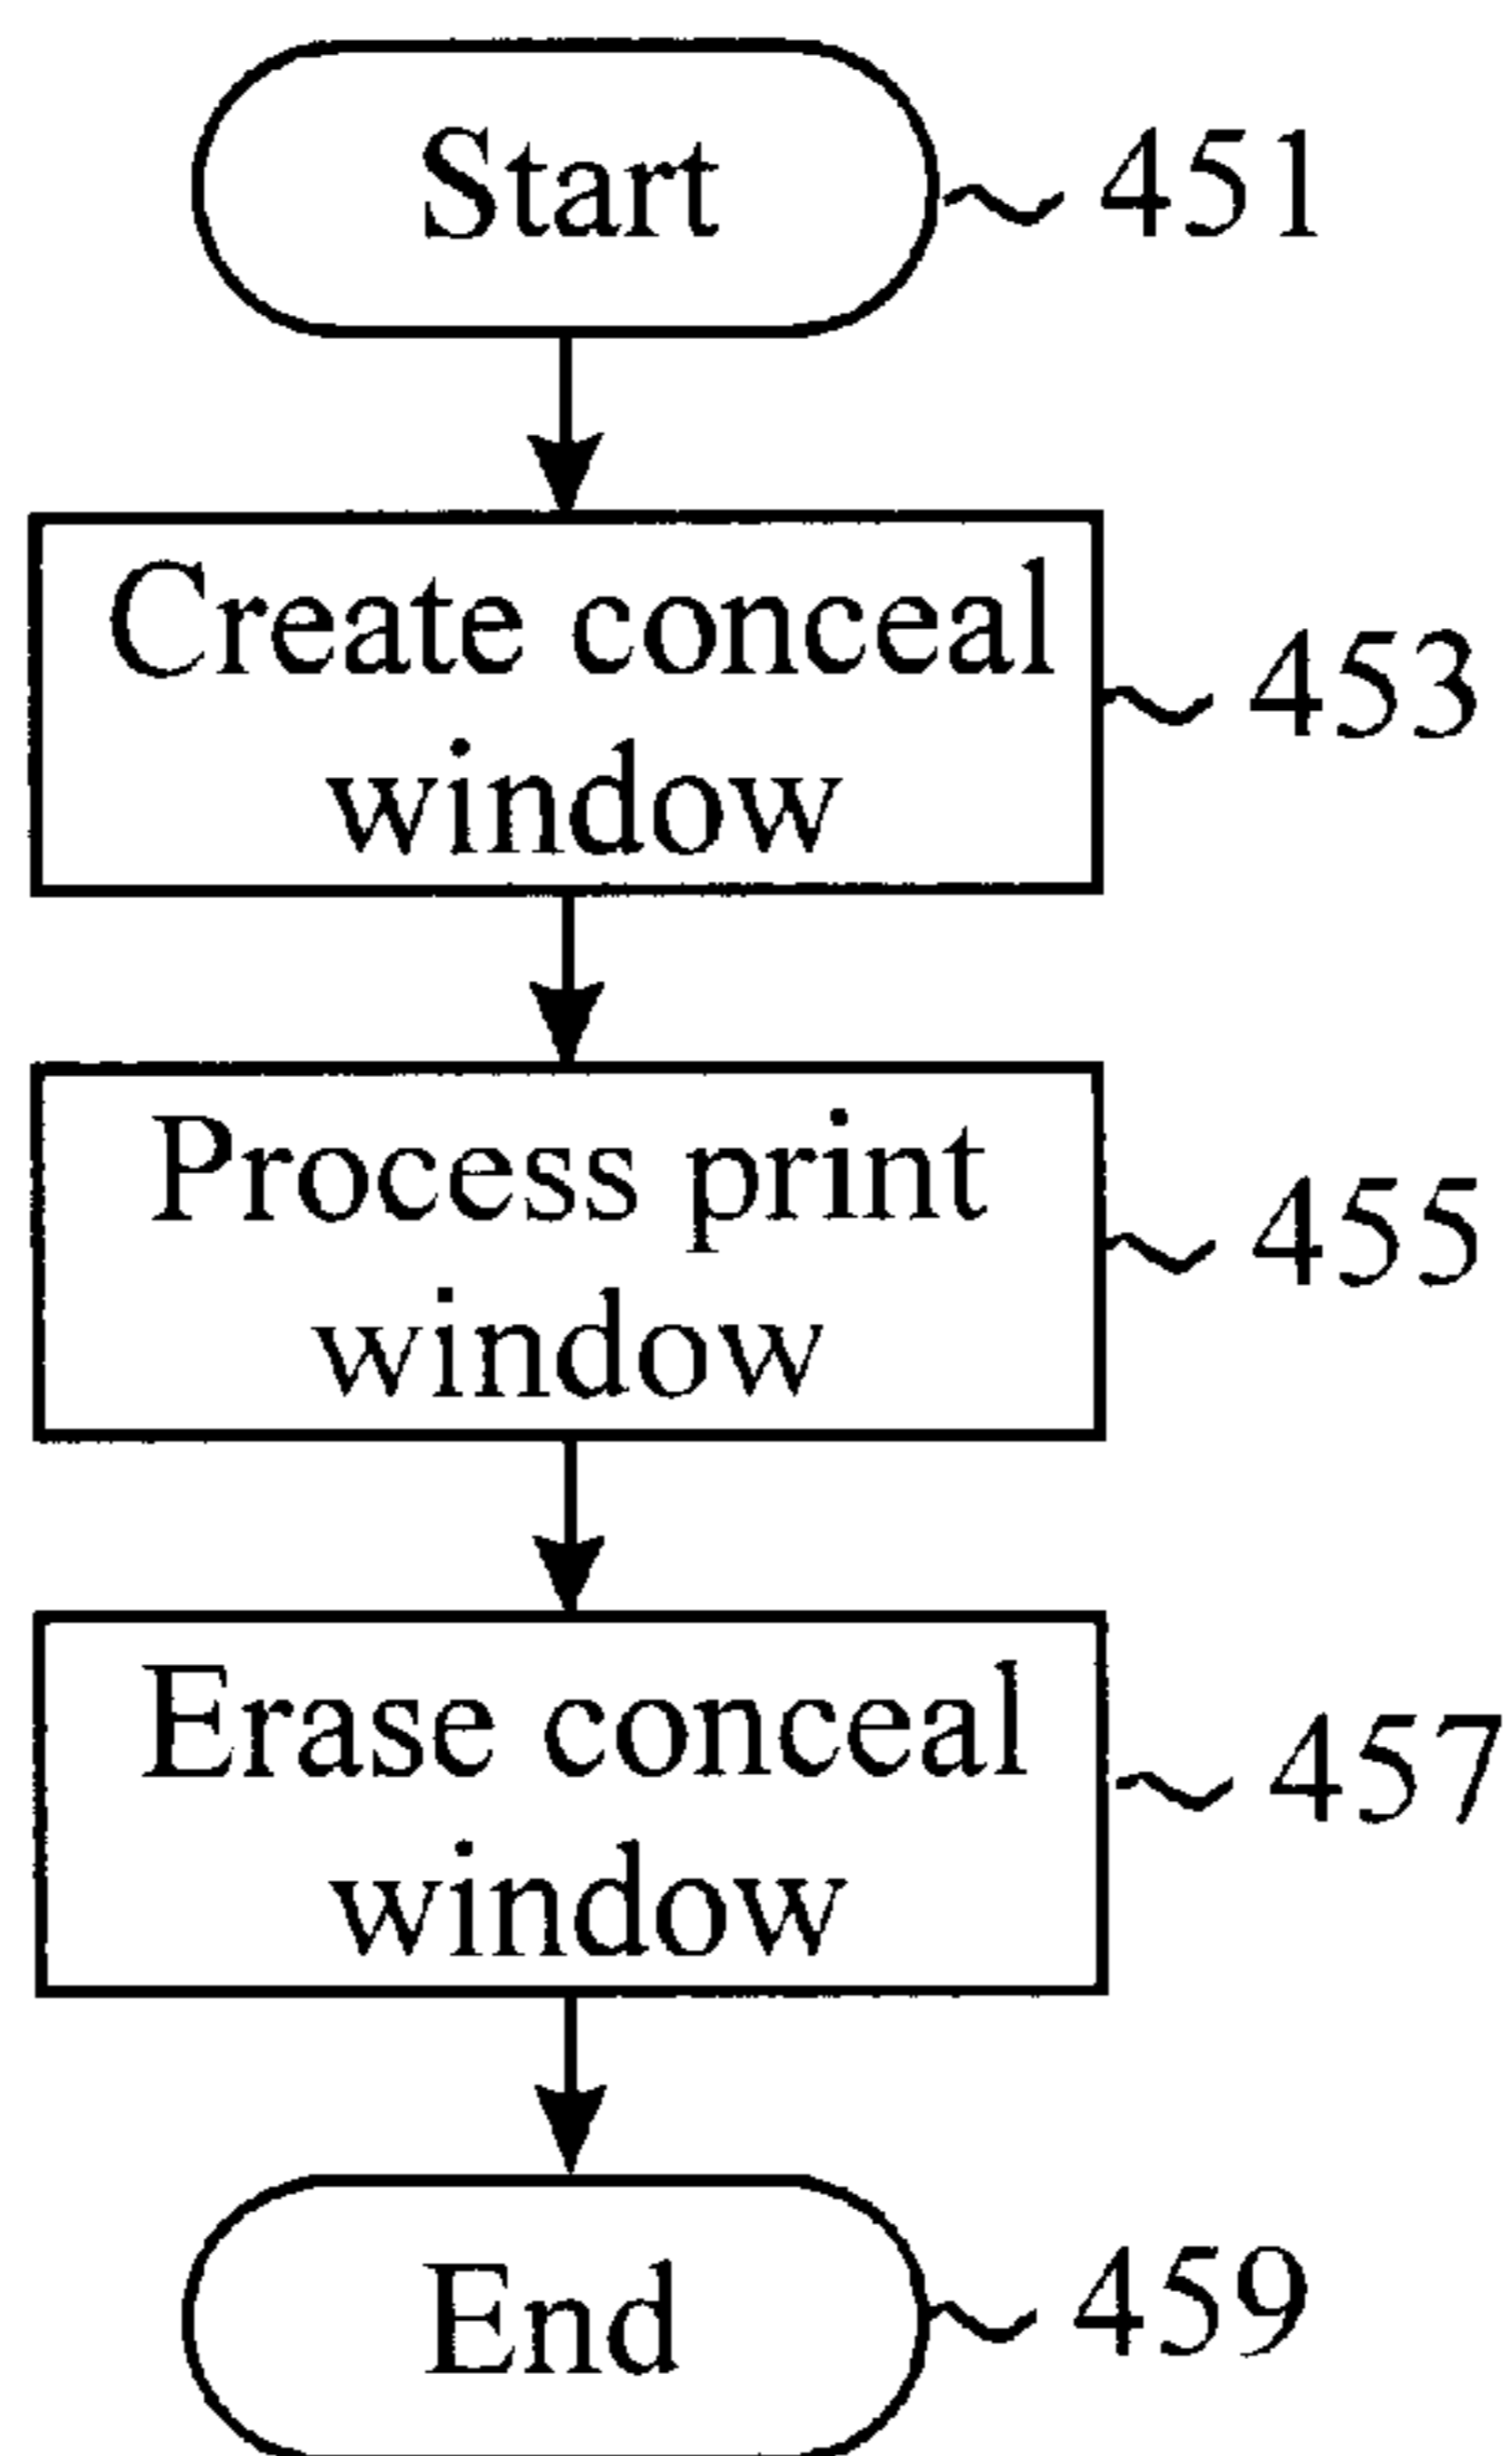 Start
451
Create conceal
window
453
Process print
window
455
Erase conceal
window
457
End
459